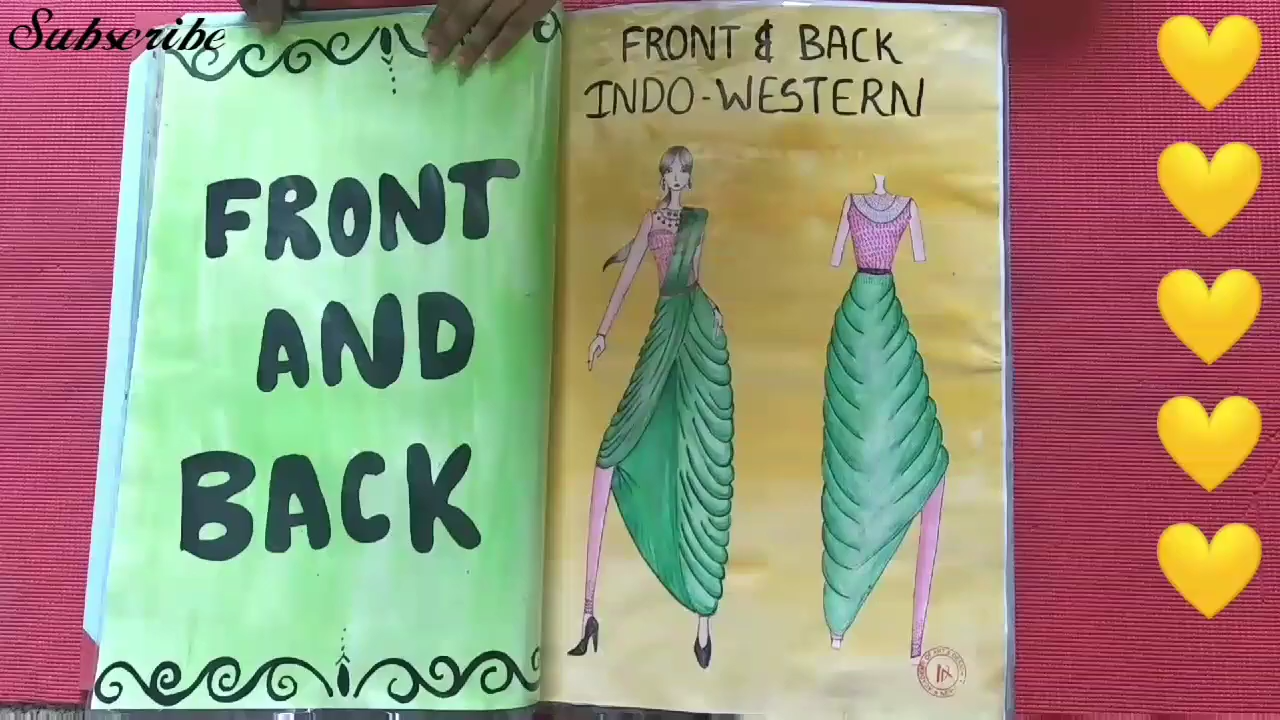 Subscribe
FRONT
AND
BACK
FRONT & BACK
INDO-WESTERN